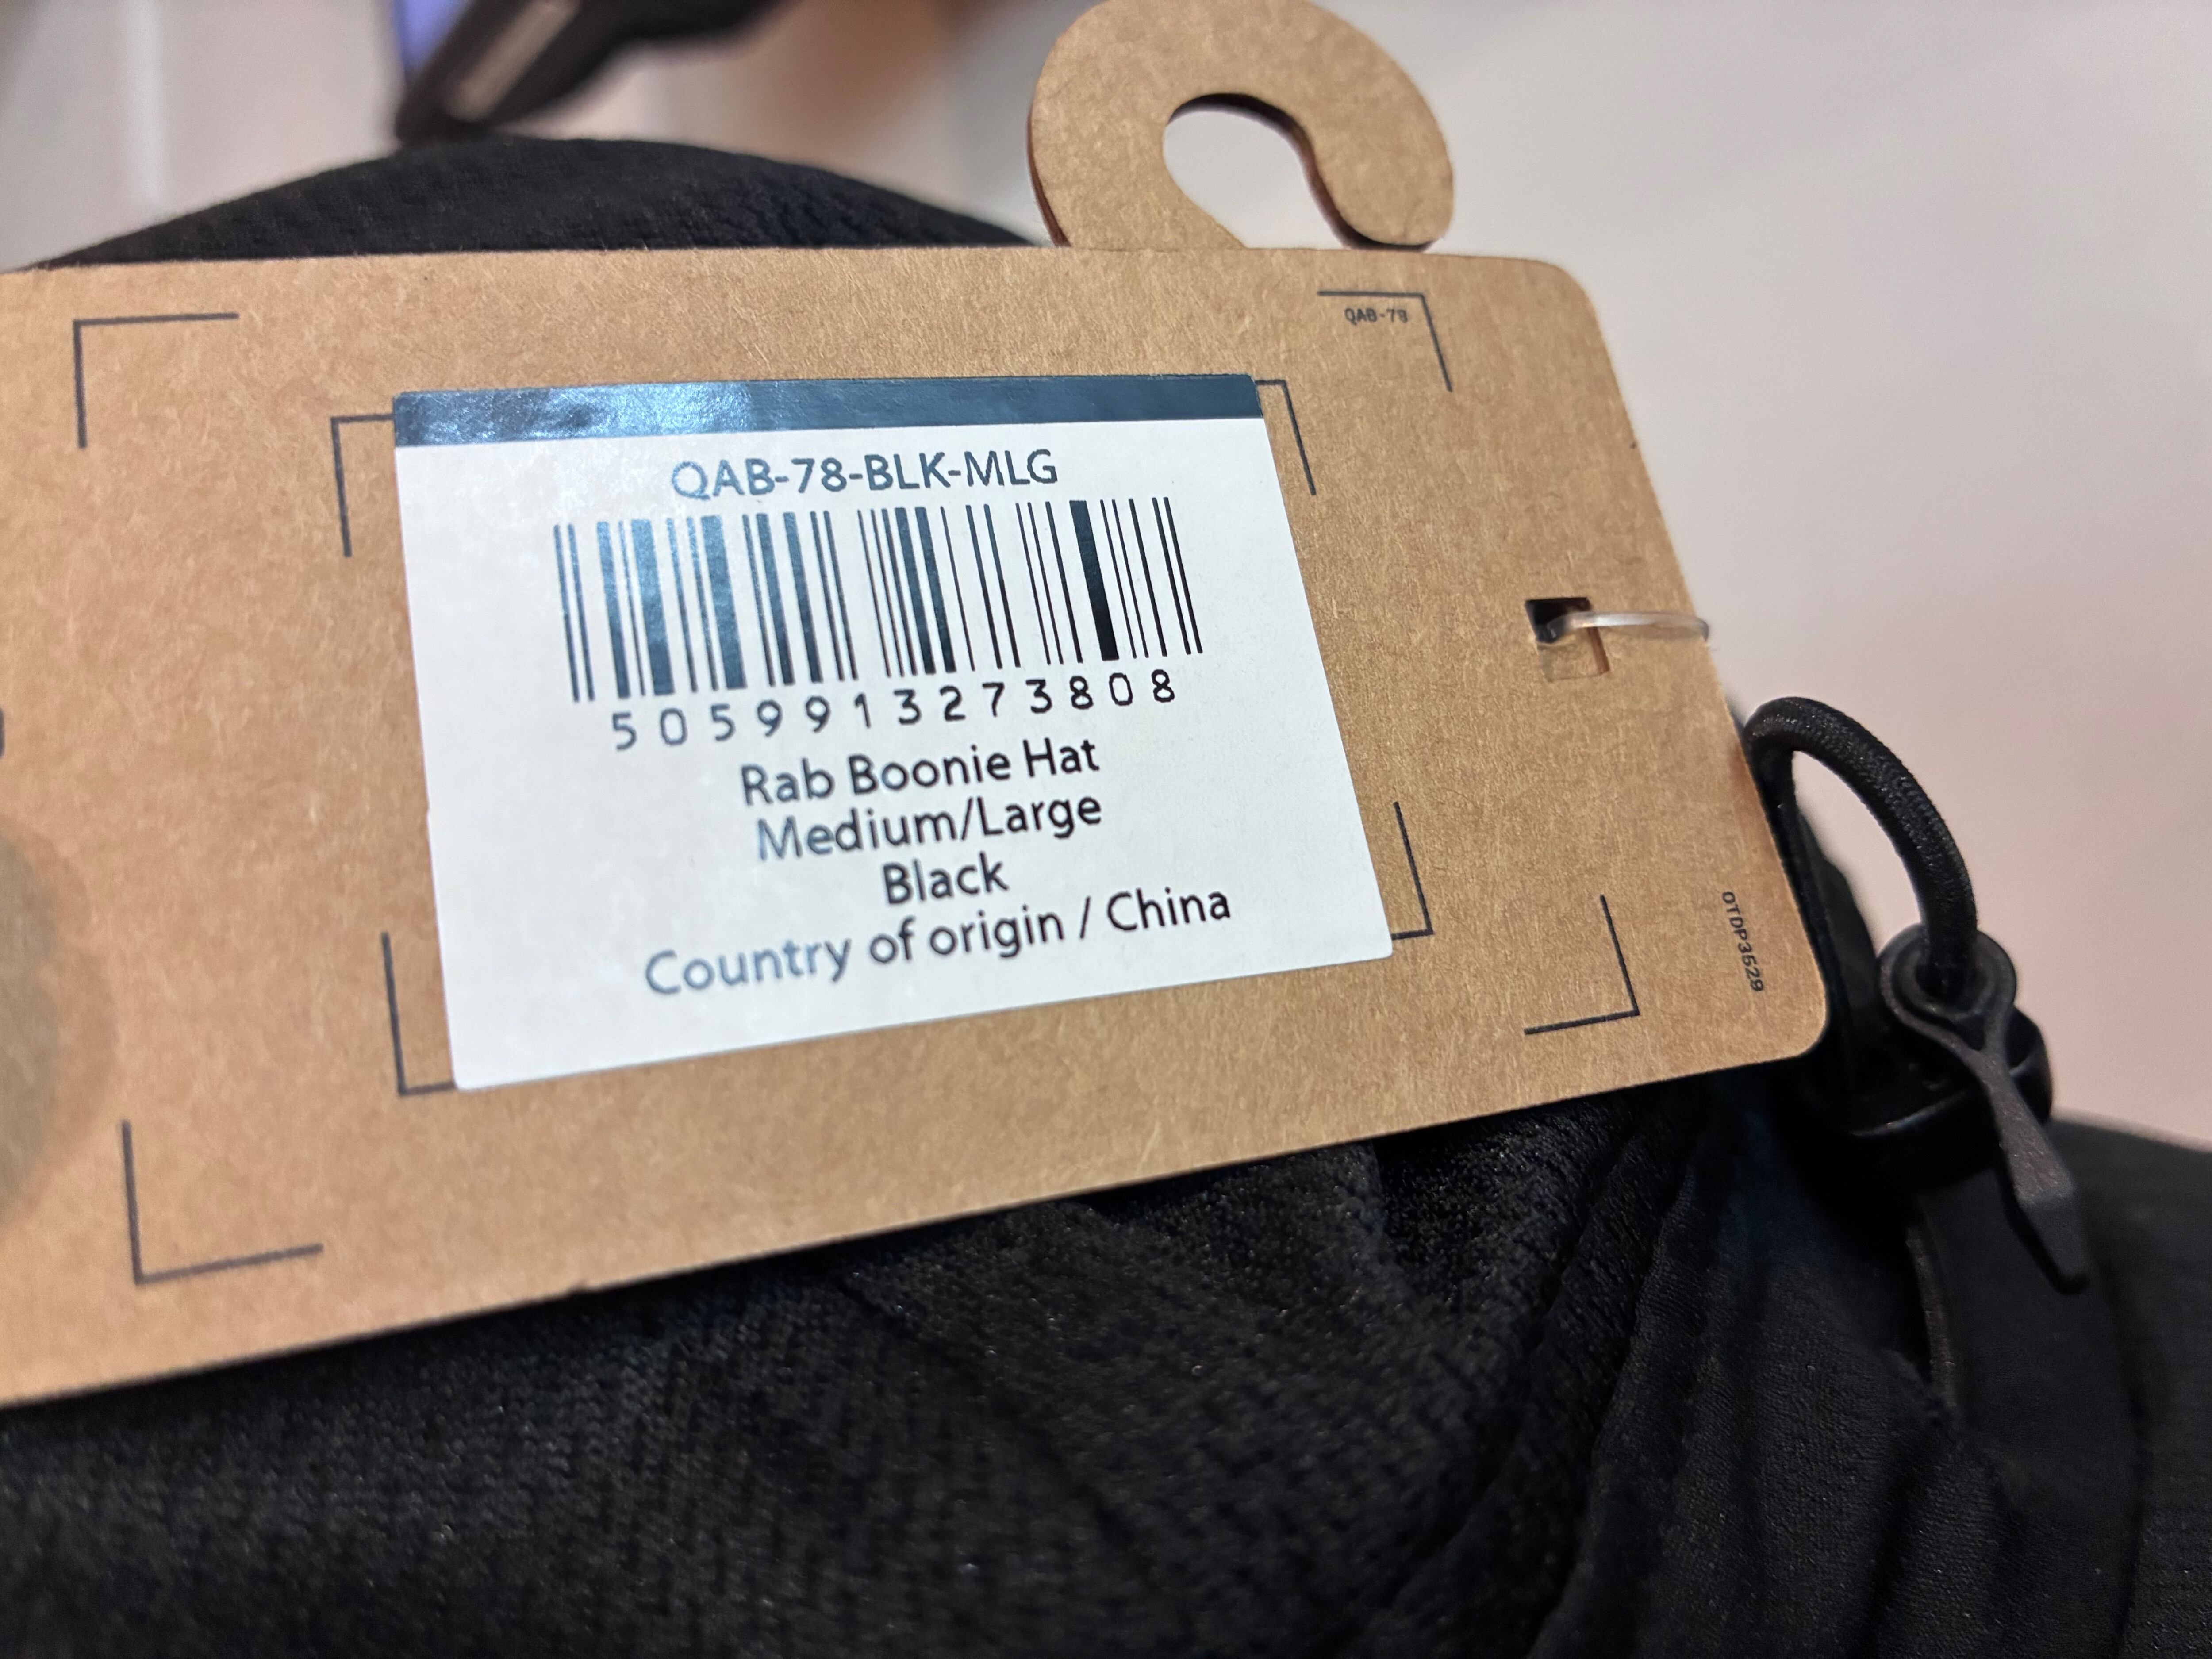 QAB-78
QAB-78-BLK-MLG
5059913273808
Rab Boonie Hat
Medium/Large
Black
Country of origin / China
OTDP3529